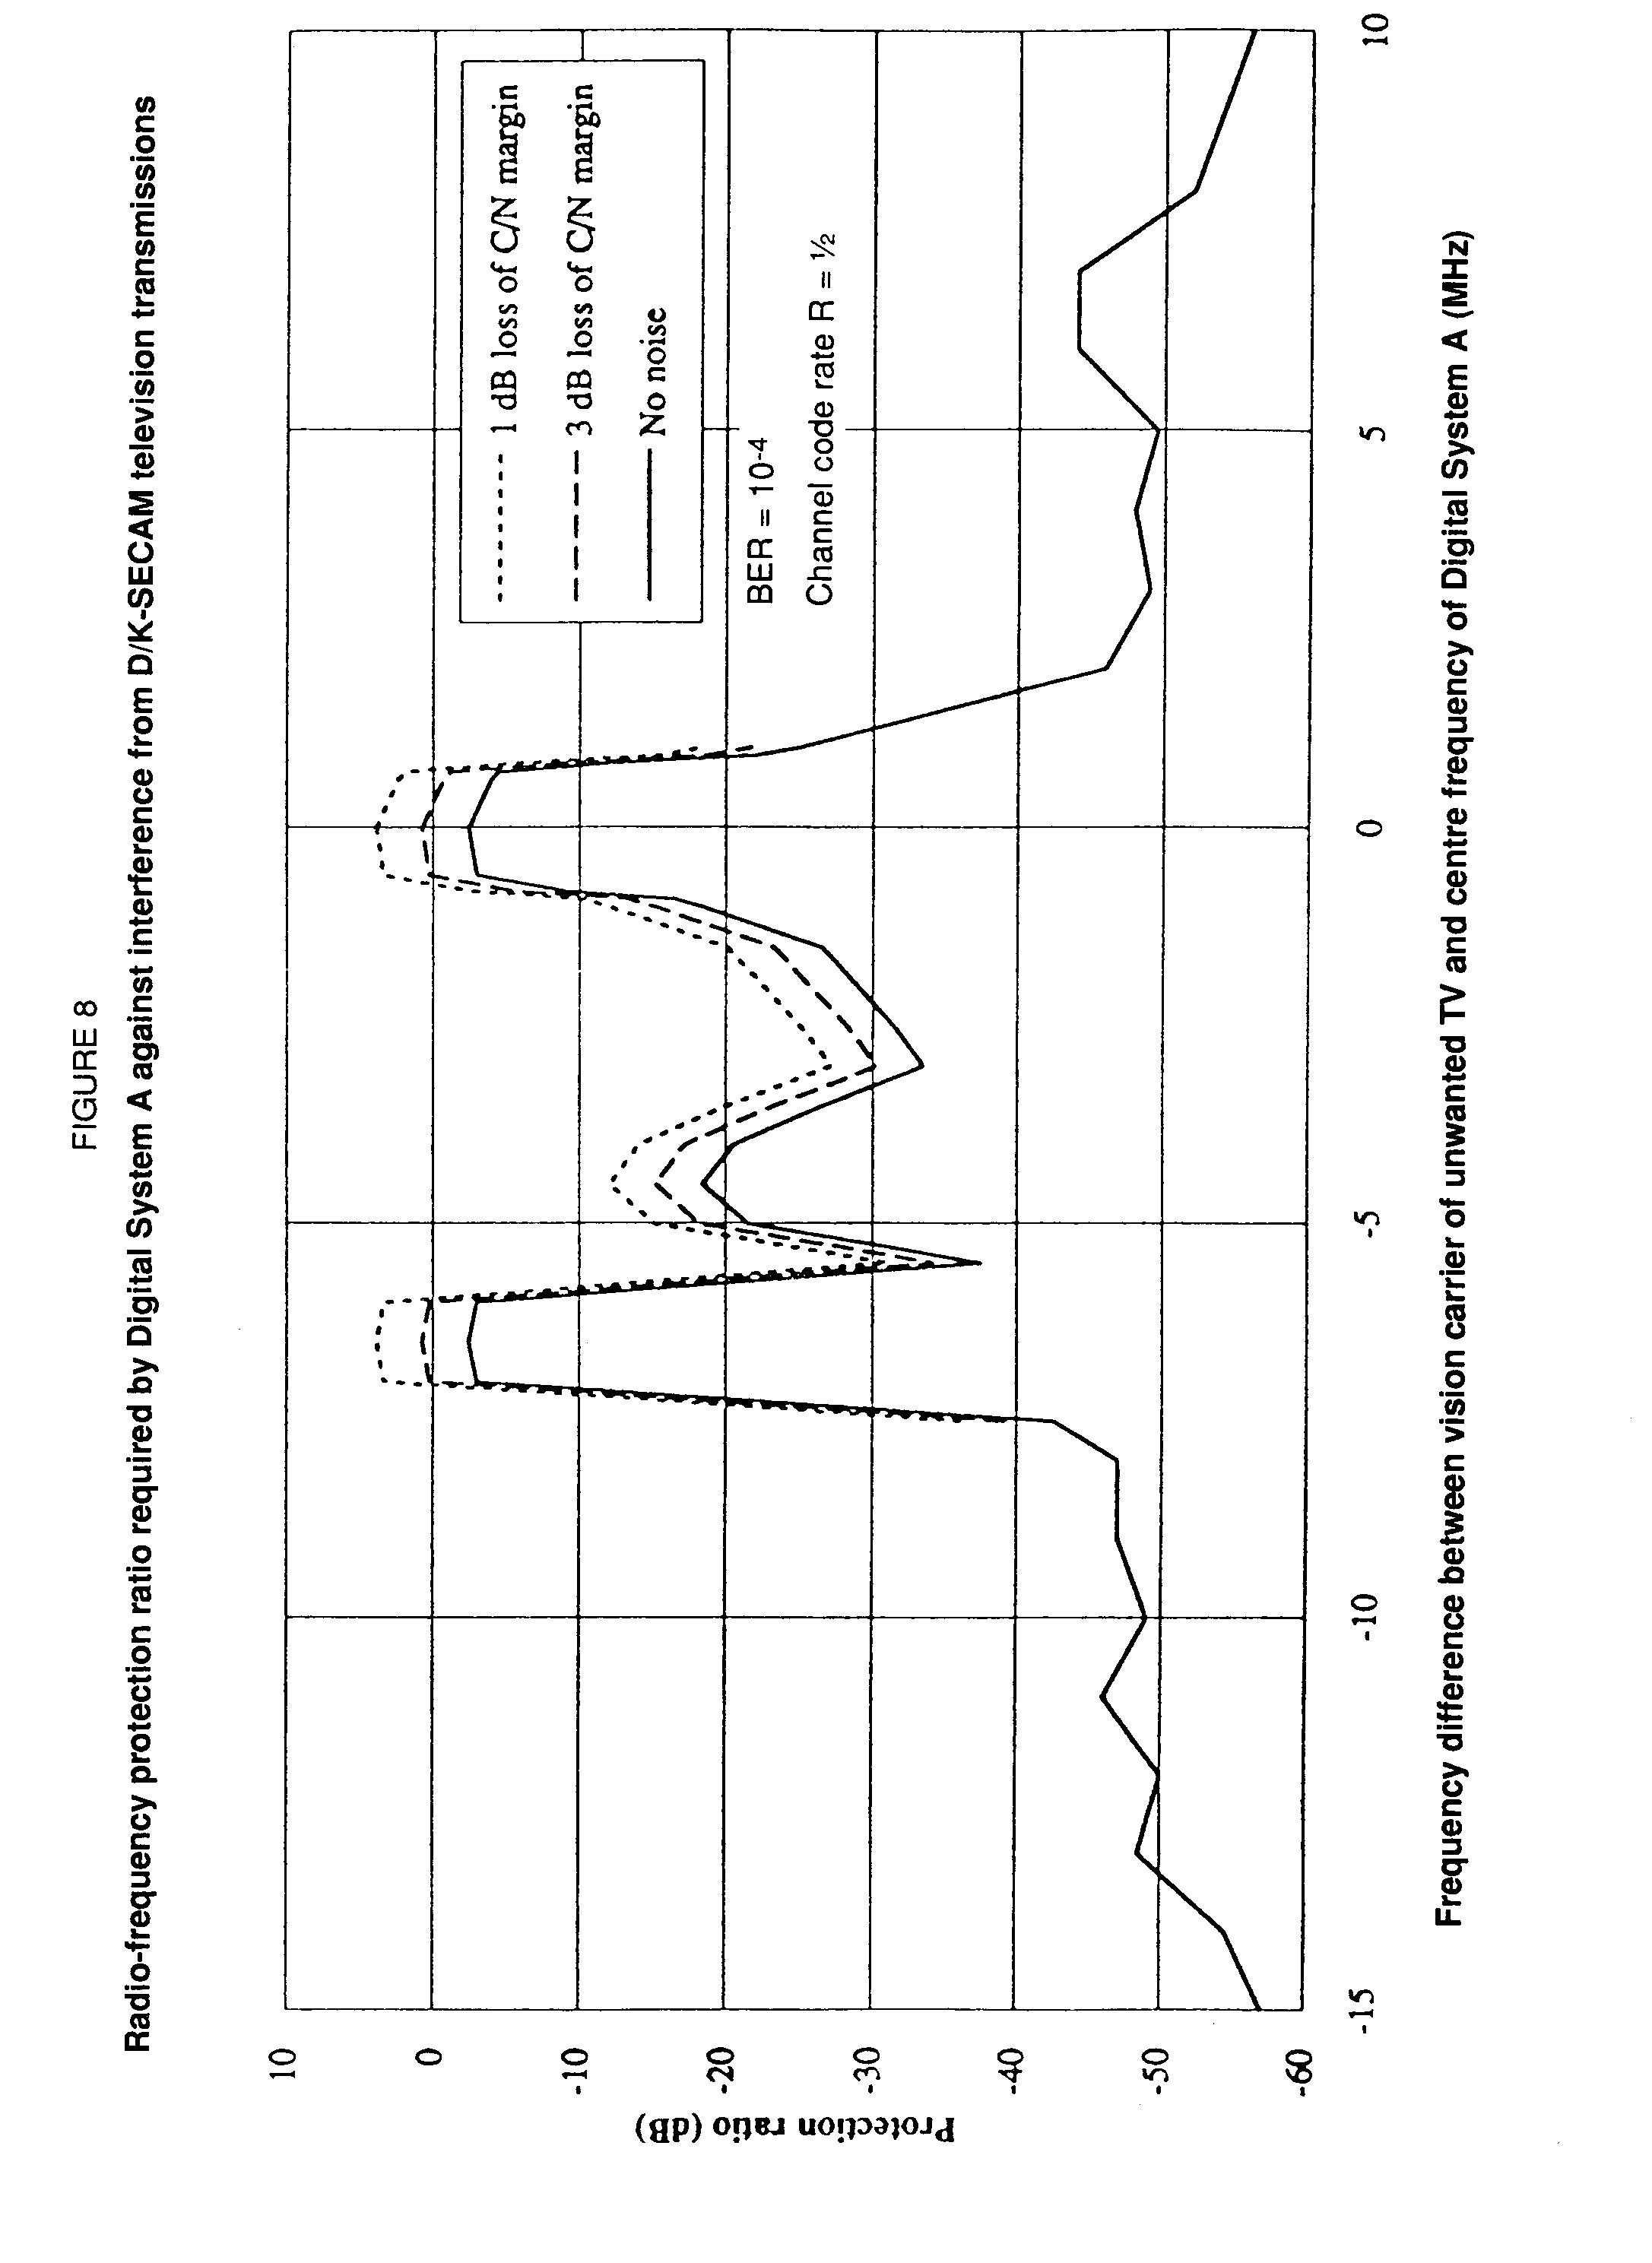 FIGURE 8
Radio-frequency protection ratio required by Digital System A against interference from D/K-SECAM television transmissions
10
0
-10
-20
-30
-40
-50
-60
Protection ratio (dB)
1 dB loss of C/N margin
3 dB loss of C/N margin
No noise
BER = 10-4
Channel code rate R = ½
-15
-10
-5
0
5
10
Frequency difference between vision carrier of unwanted TV and centre frequency of Digital System A (MHz)